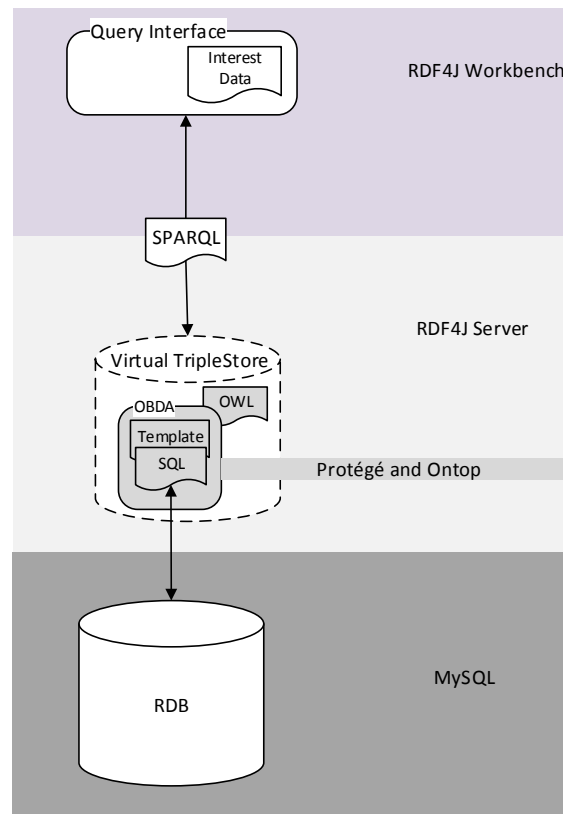 Query Interface
Interest
Data
RDF4J Workbench
SPARQL
RDF4J Server
Virtual TripleStore
OWL
OBDA
Template
SQL
Protégé and Ontop
MySQL
RDB